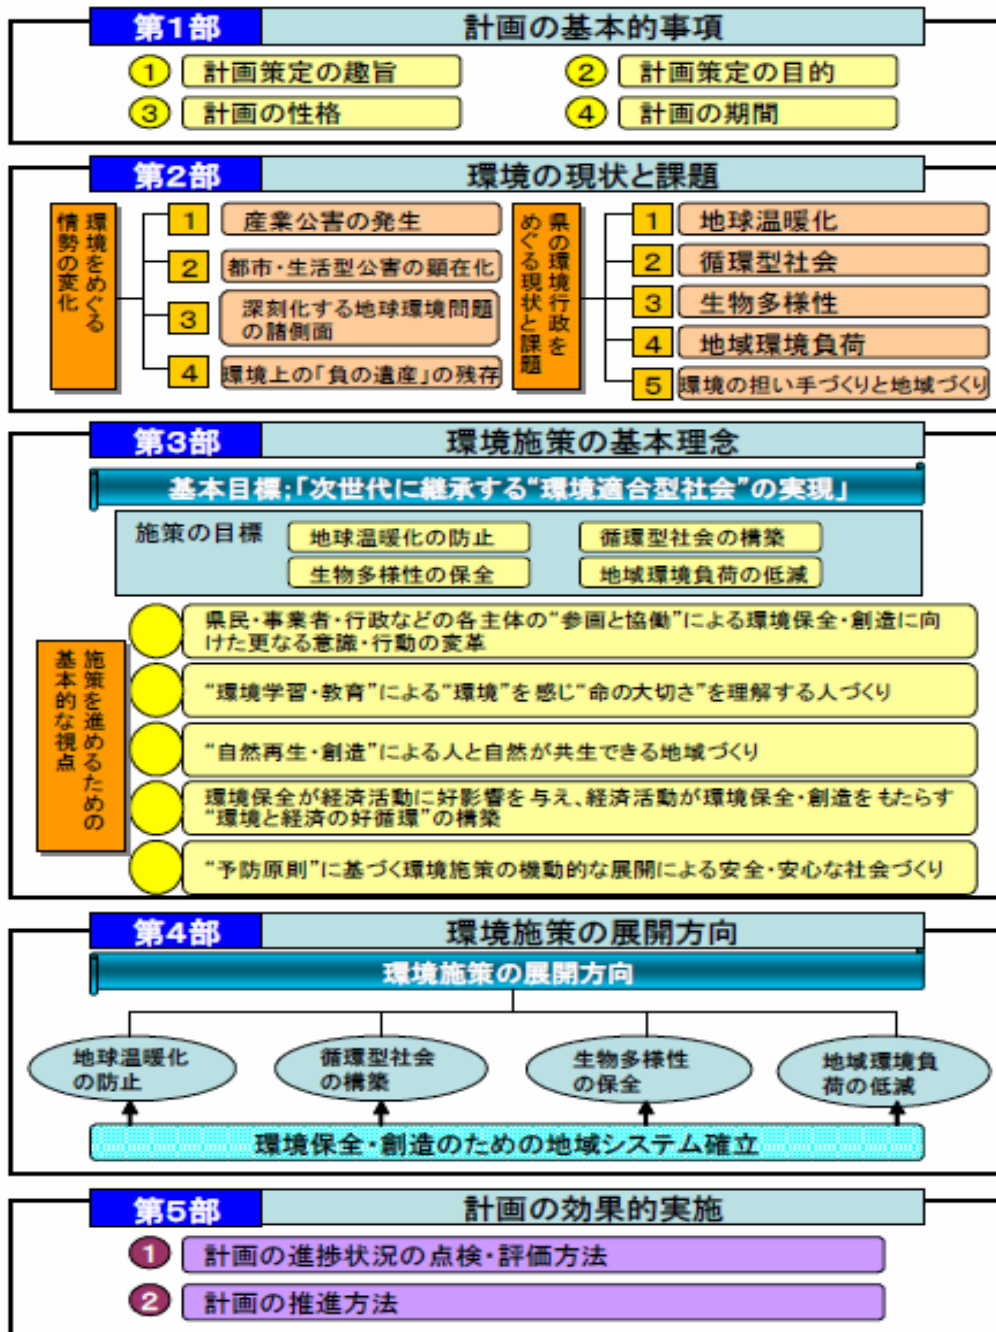 第1部 計画の基本的事項
1 計画策定の趣旨
2 計画策定の目的
3 計画の性格
4 計画の期間
第2部 環境の現状と課題
環境をめぐる
情勢の変化
1 産業公害の発生
2 都市・生活型公害の顕在化
3 深刻化する地球環境問題
の諸側面
4 環境上の「負の遺産」の残存
県の環境行政を
めぐる現状と課題
1 地球温暖化
2 循環型社会
3 生物多様性
4 地域環境負荷
5 環境の担い手づくりと地域づくり
第3部 環境施策の基本理念
基本目標:「次世代に継承する“環境適合型社会”の実現」
施策の目標
地球温暖化の防止
循環型社会の構築
生物多様性の保全
地域環境負荷の低減
施策を進めるための
基本的な視点
県民・事業者・行政などの各主体の“参画と協働”による環境保全・創造に向
けた更なる意識・行動の変革
“環境学習・教育”による“環境”を感じ“命の大切さ”を理解する人づくり
“自然再生・創造”による人と自然が共生できる地域づくり
環境保全が経済活動に好影響を与え、経済活動が環境保全・創造をもたらす
“環境と経済の好循環”の構築
“予防原則”に基づく環境施策の機動的な展開による安全・安心な社会づくり
第4部 環境施策の展開方向
環境施策の展開方向
地球温暖化
の防止
循環型社会
の構築
生物多様性
の保全
地域環境負
荷の低減
環境保全・創造のための地域システム確立
第5部 計画の効果的実施
1 計画の進捗状況の点検・評価方法
2 計画の推進方法